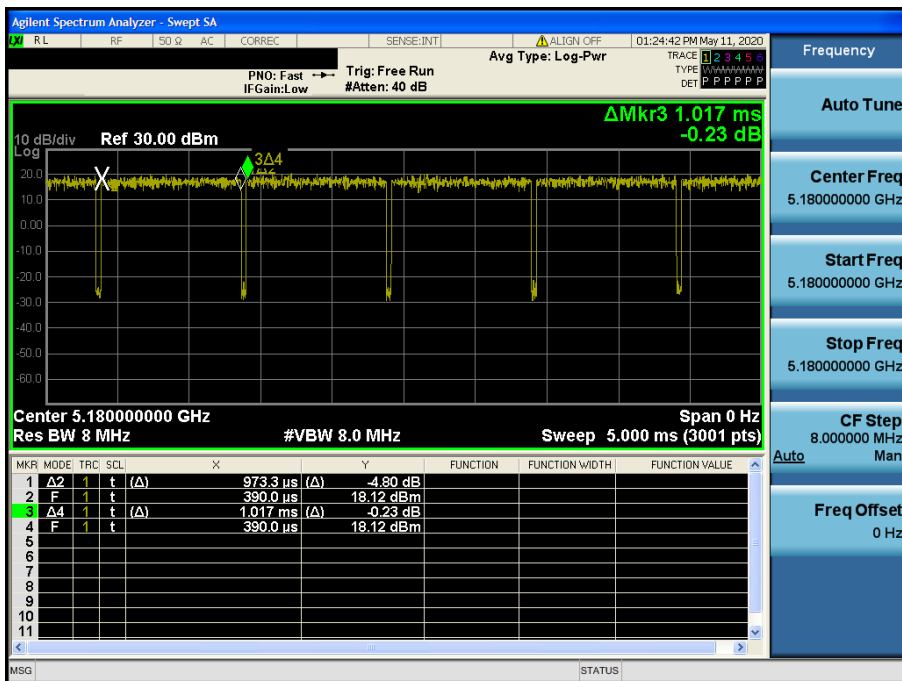 Agilent Spectrum Analyzer - Swept SA
LXI RL RF 50 Ω AC CORREC SENSE:INT ALIGN OFF 01:24:42 PM May 11, 2020
Frequency
Avg Type: Log-Pwr
TRACE 1 2 3 4 5 6
PNO: Fast Trig: Free Run
TYPE WWWWWW
IFGain:Low #Atten: 40 dB
DET P P P P P P
Auto Tune
ΔMkr3 1.017 ms
-0.23 dB
10 dB/div Ref 30.00 dBm
Log
3Δ4
20.0
10.0
0.00
-10.0
-20.0
-30.0
-40.0
-50.0
-60.0
Center Freq
5.180000000 GHz
Start Freq
5.180000000 GHz
Stop Freq
5.180000000 GHz
Center 5.180000000 GHz Span 0 Hz
Res BW 8 MHz #VBW 8.0 MHz Sweep 5.000 ms (3001 pts)
CF Step
8.000000 MHz
Auto Man
MKR MODE TRC SCL X Y FUNCTION FUNCTION WIDTH FUNCTION VALUE
1 Δ2 1 t (Δ) 973.3 µs (Δ) -4.80 dB
2 F 1 t 390.0 µs 18.12 dBm
3 Δ4 1 t (Δ) 1.017 ms (Δ) -0.23 dB
4 F 1 t 390.0 µs 18.12 dBm
5
6
7
8
9
10
11
Freq Offset
0 Hz
MSG STATUS